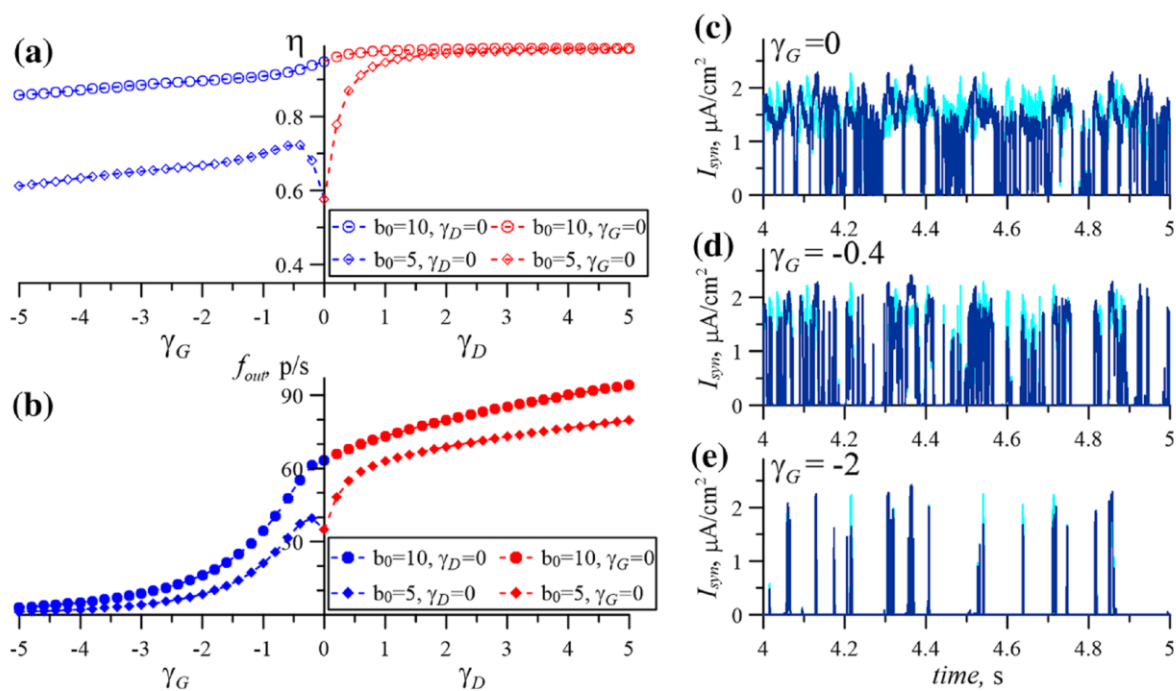 (a)
η
1
0.8
0.6
0.4
b₀=10, γD=0
b₀=10, γG=0
b₀=5, γD=0
b₀=5, γG=0
-5 -4 -3 -2 -1 0 1 2 3 4 5
γG
γD
(b)
fout, p/s
90
60
30
b₀=10, γD=0
b₀=10, γG=0
b₀=5, γD=0
b₀=5, γG=0
-5 -4 -3 -2 -1 0 1 2 3 4 5
γG
γD
(c)
γG=0
Isyn, μA/cm²
2
1
0
4 4.2 4.4 4.6 4.8 5
(d)
γG = -0.4
Isyn, μA/cm²
2
1
0
4 4.2 4.4 4.6 4.8 5
(e)
γG = -2
Isyn, μA/cm²
2
1
0
4 4.2 4.4 4.6 4.8 5
time, s